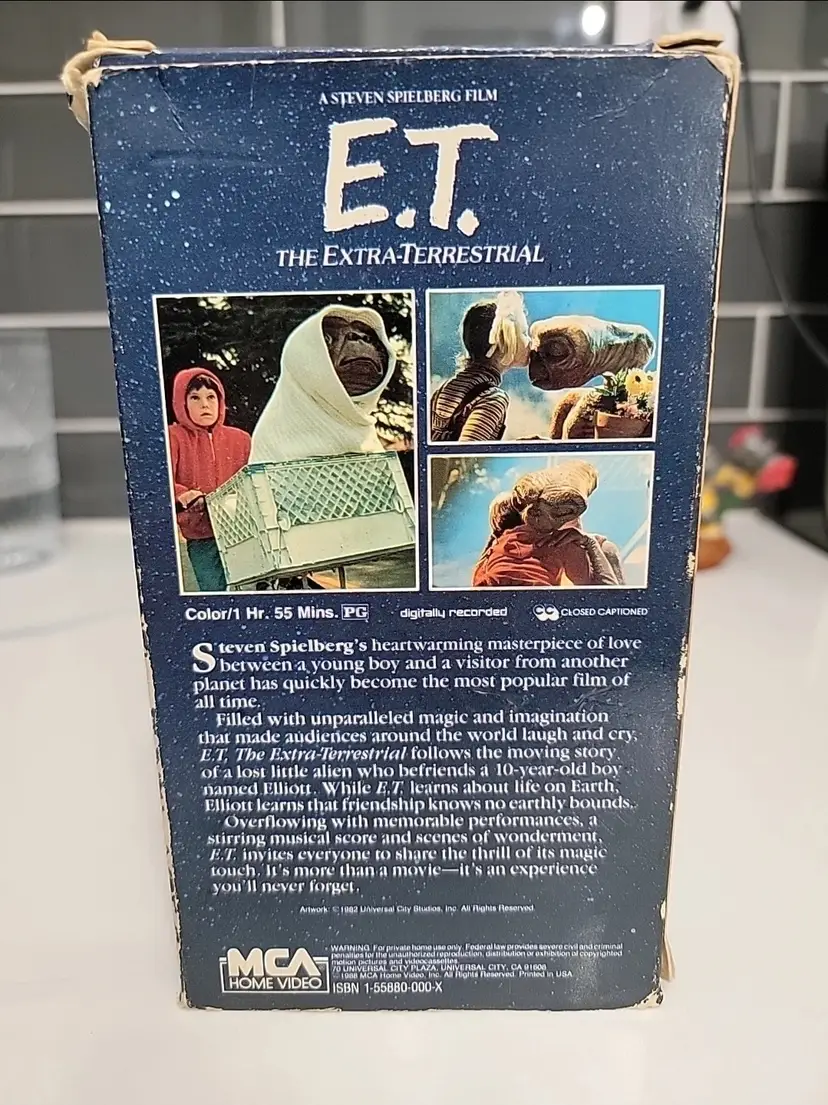 A STEVEN SPIELBERG FILM
E.T.
THE EXTRA-TERRESTRIAL
Color/1 Hr. 55 Mins. PG digitally recorded CC CLOSED CAPTIONED
Steven Spielberg's heartwarming masterpiece of love
between a young boy and a visitor from another
planet has quickly become the most popular film of
all time.
Filled with unparalleled magic and imagination
that made audiences around the world laugh and cry,
E.T. The Extra-Terrestrial follows the moving story
of a lost little alien who befriends a 10-year-old boy
named Elliott. While E.T. learns about life on Earth,
Elliott learns that friendship knows no earthly bounds.
Overflowing with memorable performances, a
stirring musical score and scenes of wonderment,
E.T. invites everyone to share the thrill of its magic
touch. It's more than a movie—it's an experience
you'll never forget.
Artwork: © 1982 Universal City Studios, Inc. All Rights Reserved.
MCA
HOME VIDEO
WARNING: For private home use only. Federal law provides severe civil and criminal
penalties for the unauthorized reproduction, distribution or exhibition of copyrighted
motion pictures and videocassettes.
70 UNIVERSAL CITY PLAZA, UNIVERSAL CITY, CA 91608
© 1988 MCA Home Video, Inc. All Rights Reserved. Printed in USA
ISBN 1-55880-000-X